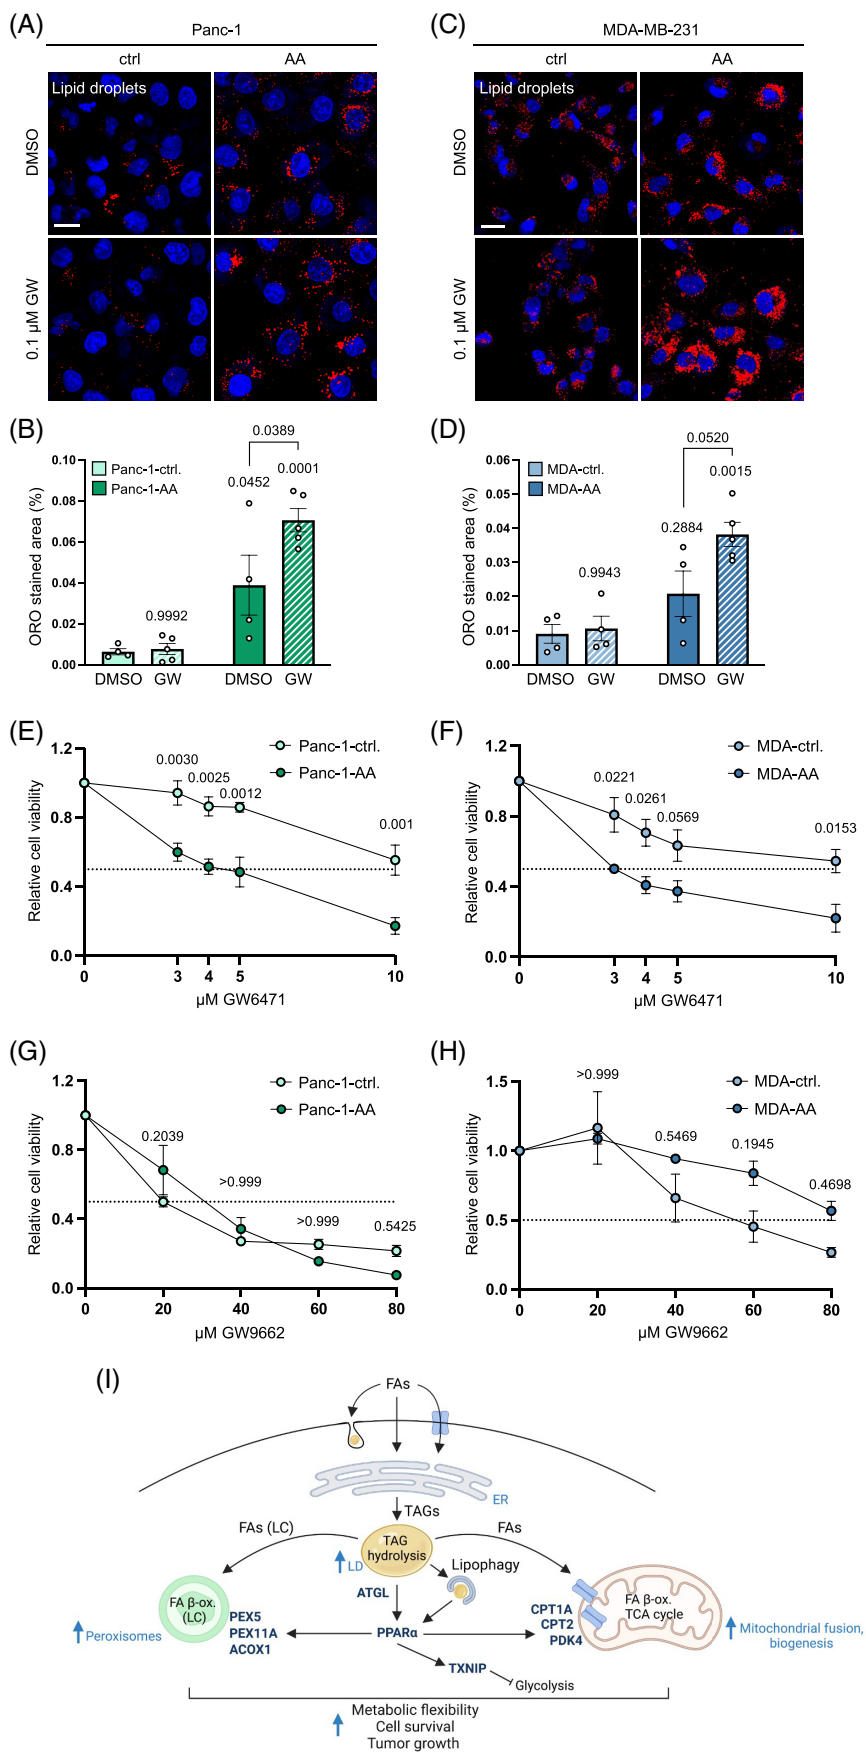 (A)
Panc-1
ctrl
AA
Lipid droplets
DMSO
0.1 µM GW
(C)
MDA-MB-231
ctrl
AA
Lipid droplets
DMSO
0.1 µM GW
(B)
ORO stained area (%)
0.10
0.08
0.06
0.04
0.02
0.00
Panc-1-ctrl.
Panc-1-AA
0.9992
0.0452
0.0001
0.0389
DMSO
GW
DMSO
GW
(D)
ORO stained area (%)
0.06
0.05
0.04
0.03
0.02
0.01
0.00
MDA-ctrl.
MDA-AA
0.9943
0.2884
0.0015
0.0520
DMSO
GW
DMSO
GW
(E)
Relative cell viability
1.2
0.8
0.4
0.0
0.0030
0.0025
0.0012
0.001
Panc-1-ctrl.
Panc-1-AA
0 3 4 5 10
µM GW6471
(F)
Relative cell viability
1.2
0.8
0.4
0.0
0.0221
0.0261
0.0569
0.0153
MDA-ctrl.
MDA-AA
0 3 4 5 10
µM GW6471
(G)
Relative cell viability
1.2
0.8
0.4
0.0
0.2039
>0.999
>0.999
0.5425
Panc-1-ctrl.
Panc-1-AA
0 20 40 60 80
µM GW9662
(H)
Relative cell viability
1.5
1.0
0.5
0.0
>0.999
0.5469
0.1945
0.4698
MDA-ctrl.
MDA-AA
0 20 40 60 80
µM GW9662
(I)
FAs
ER
TAGs
FAs (LC)
FAs
TAG
hydrolysis
LD
Lipophagy
ATGL
FA β-ox.
(LC)
Peroxisomes
PEX5
PEX11A
ACOX1
PPARα
CPT1A
CPT2
PDK4
FA β-ox.
TCA cycle
Mitochondrial fusion,
biogenesis
TXNIP
Glycolysis
Metabolic flexibility
Cell survival
Tumor growth